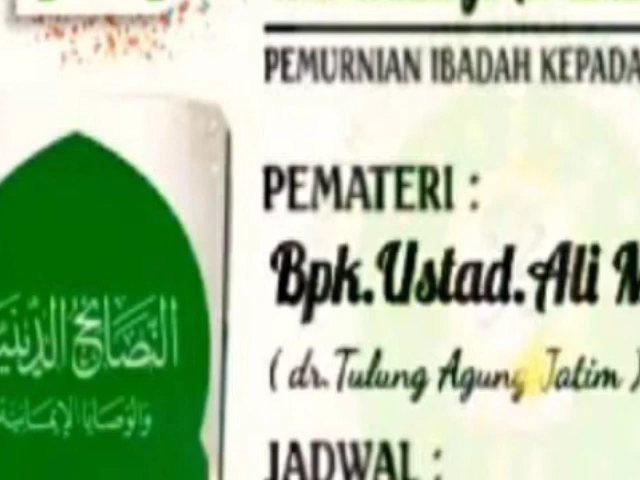 PEMURNIAN IBADAH KEPADA
PEMATERI :
Bpk.Ustad.Ali M
( dr.Tulung Agung Jatim )
JADWAL :
النصائح الدينية
والوصايا الإيمانية